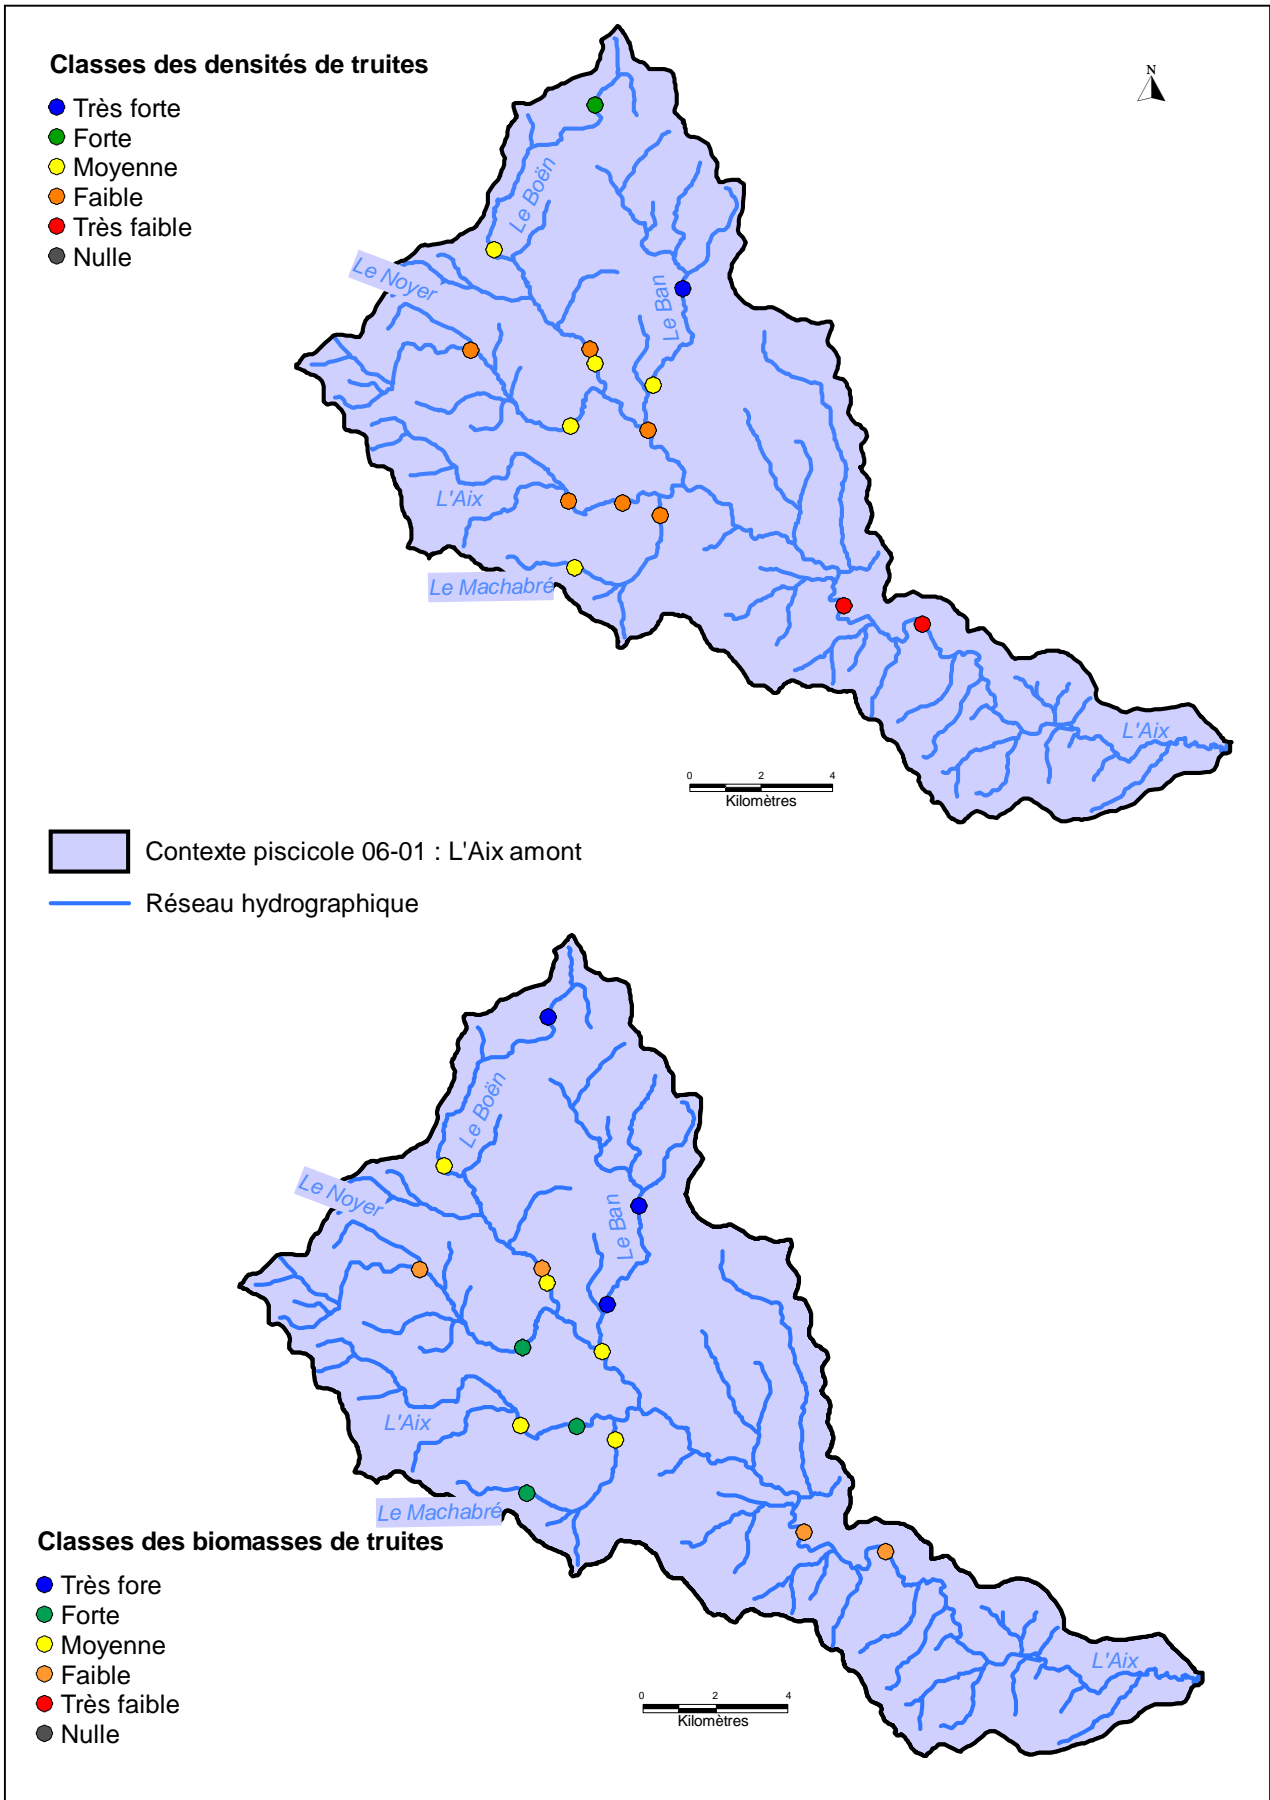 Classes des densités de truites
Très forte
Forte
Moyenne
Faible
Très faible
Nulle
N
Le Boën
Le Noyer
Le Ban
L'Aix
Le Machabré
L'Aix
0 2 4
Kilomètres
Contexte piscicole 06-01 : L'Aix amont
Réseau hydrographique
Le Boën
Le Noyer
Le Ban
L'Aix
Le Machabré
L'Aix
Classes des biomasses de truites
Très fore
Forte
Moyenne
Faible
Très faible
Nulle
0 2 4
Kilomètres